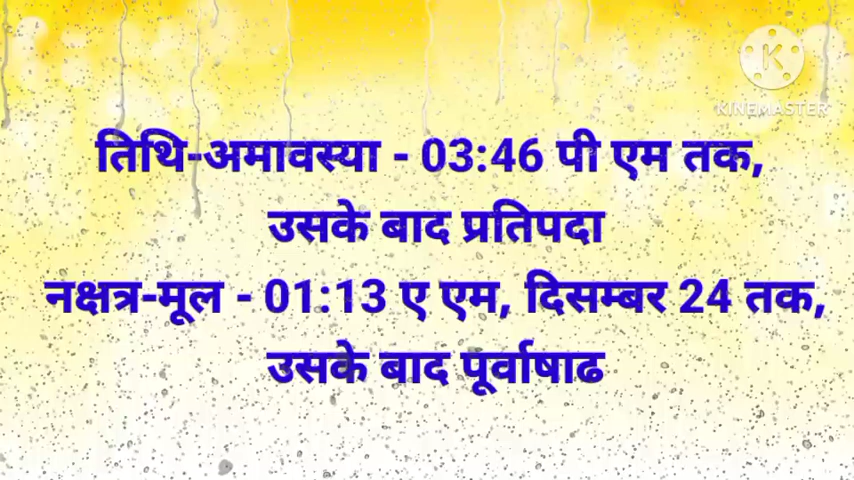 KINEMASTER
तिथि-अमावस्या - 03:46 पी एम तक,
उसके बाद प्रतिपदा
नक्षत्र-मूल - 01:13 ए एम, दिसम्बर 24 तक,
उसके बाद पूर्वाषाढ